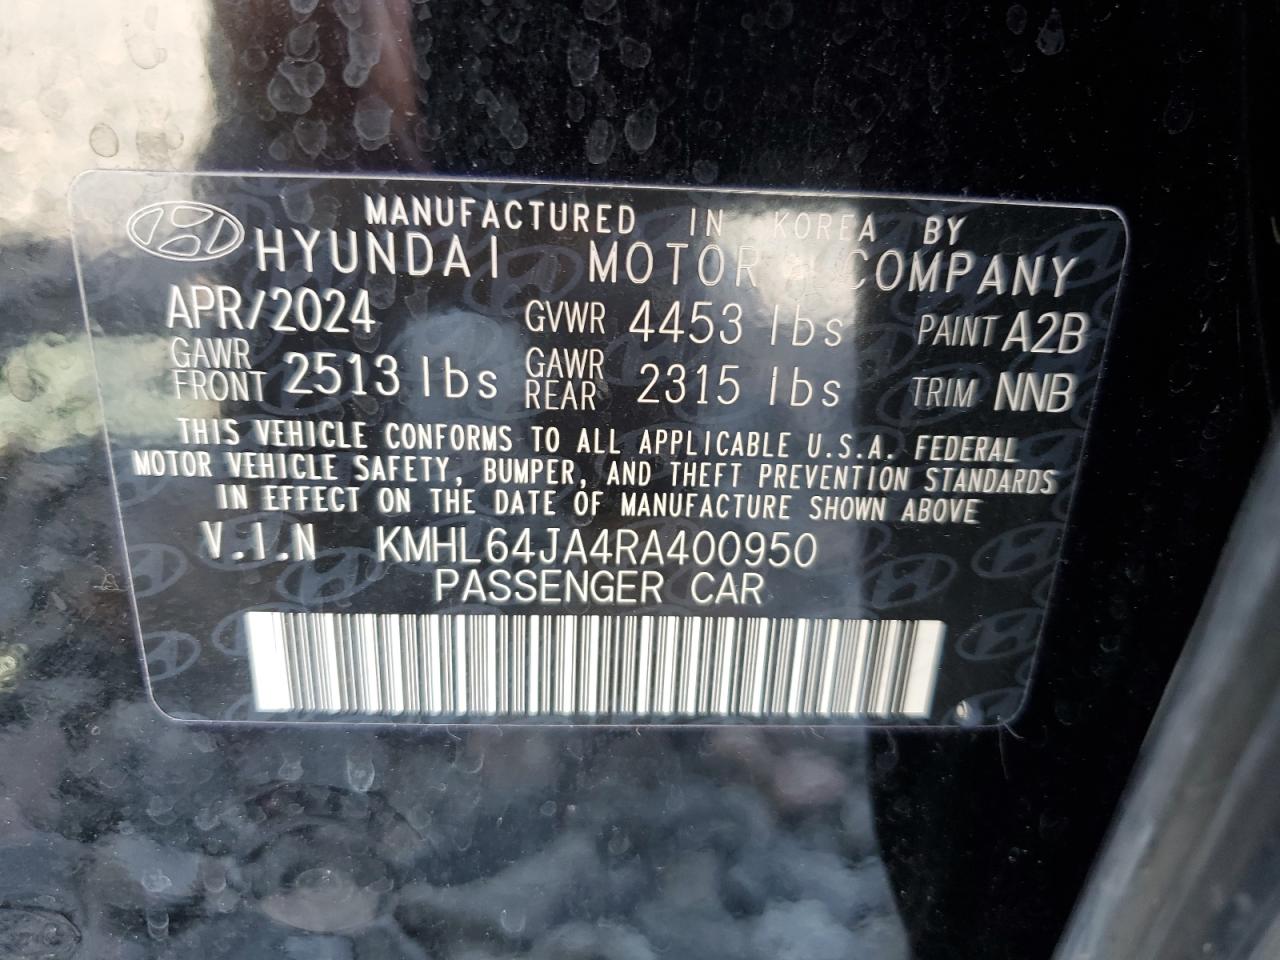 MANUFACTURED IN KOREA BY
HYUNDAI MOTOR COMPANY
APR/2024 GVWR 4453 lbs PAINT A2B
GAWR FRONT 2513 lbs GAWR REAR 2315 lbs TRIM NNB
THIS VEHICLE CONFORMS TO ALL APPLICABLE U.S.A. FEDERAL
MOTOR VEHICLE SAFETY, BUMPER, AND THEFT PREVENTION STANDARDS
IN EFFECT ON THE DATE OF MANUFACTURE SHOWN ABOVE
V.I.N KMHL64JA4RA400950
PASSENGER CAR